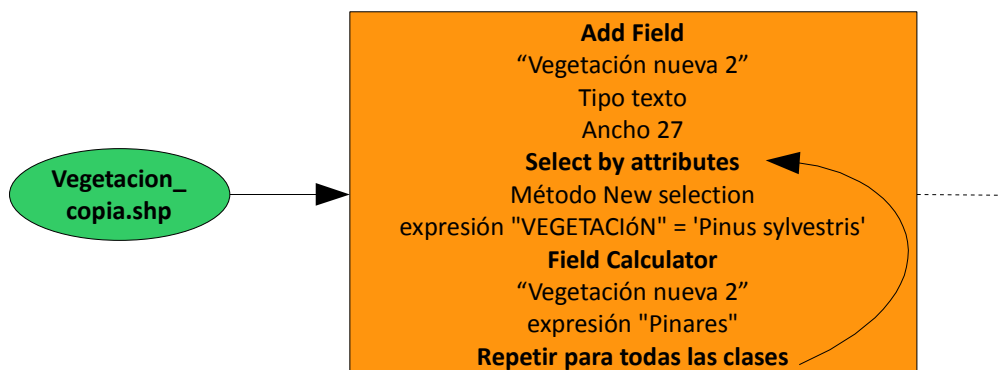 Vegetacion_
copia.shp
Add Field
“Vegetación nueva 2”
Tipo texto
Ancho 27
Select by attributes
Método New selection
expresión "VEGETACIóN" = 'Pinus sylvestris'
Field Calculator
“Vegetación nueva 2”
expresión "Pinares"
Repetir para todas las clases